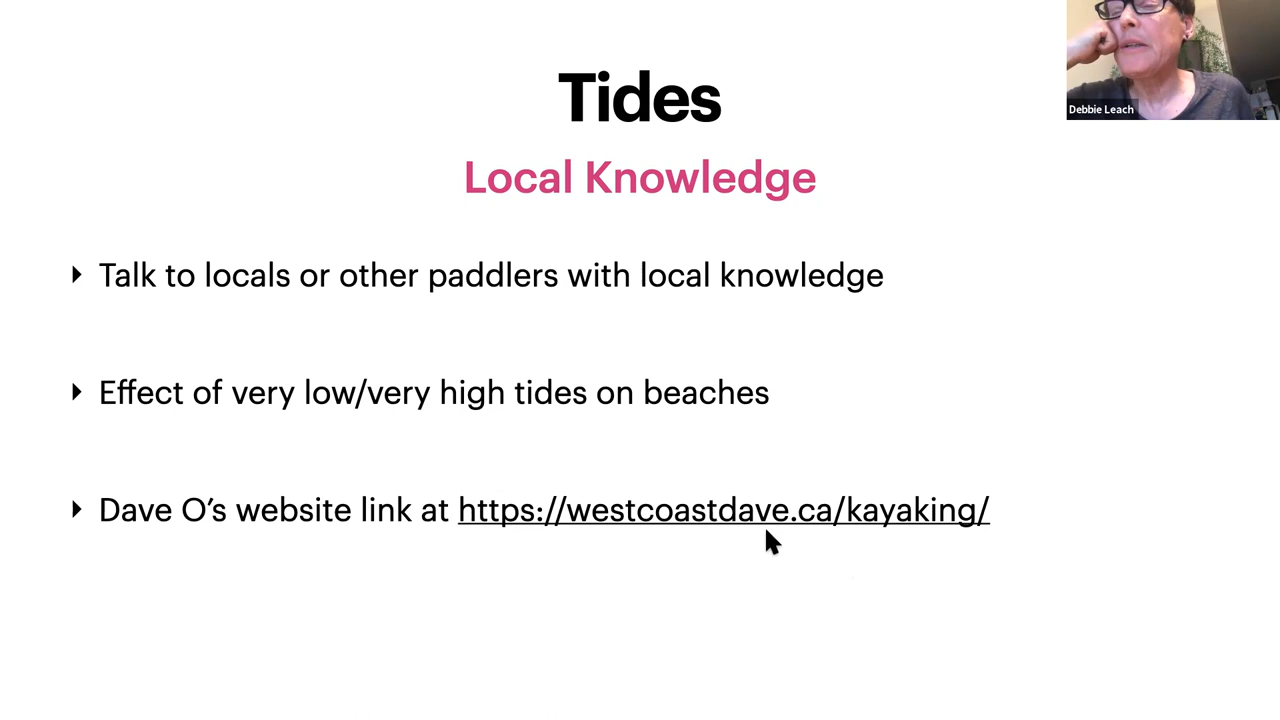 Tides
Local Knowledge
Talk to locals or other paddlers with local knowledge
Effect of very low/very high tides on beaches
Dave O’s website link at https://westcoastdave.ca/kayaking/
Debbie Leach